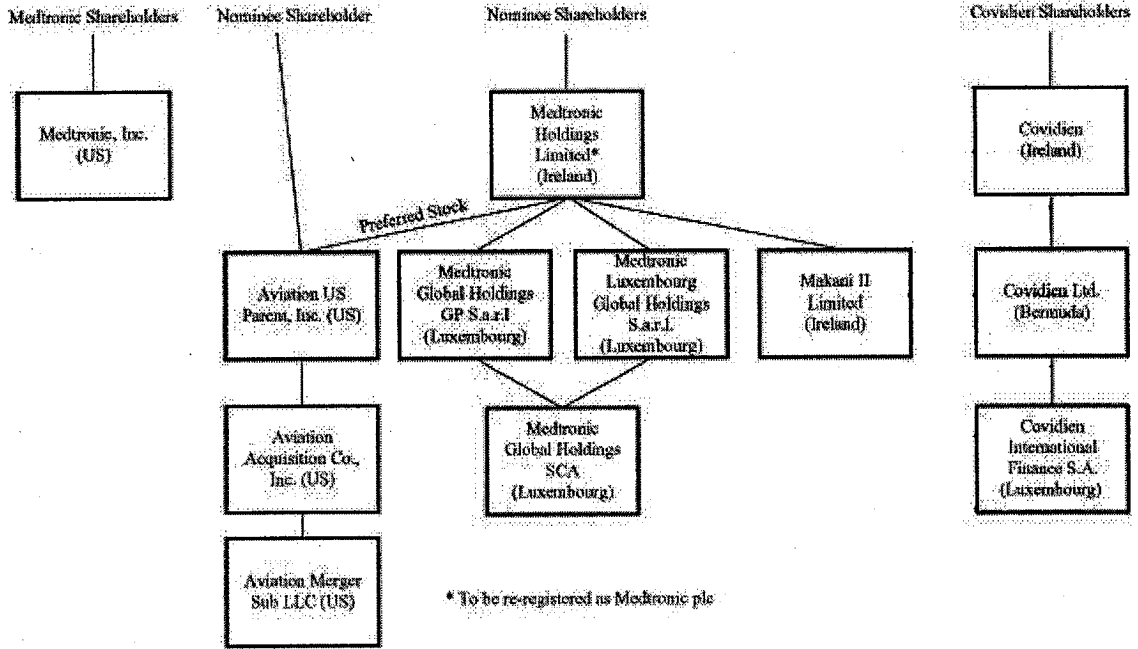 Medtronic Shareholders
Nominee Shareholder
Nominee Shareholders
Covidien Shareholders
Medtronic, Inc.
(US)
Medtronic
Holdings
Limited*
(Ireland)
Covidien
(Ireland)
Preferred Stock
Aviation US
Parent, Inc. (US)
Medtronic
Global Holdings
GP S.a.r.l
(Luxembourg)
Medtronic
Luxembourg
Global Holdings
S.a.r.l.
(Luxembourg)
Makani II
Limited
(Ireland)
Covidien Ltd.
(Bermuda)
Aviation
Acquisition Co.,
Inc. (US)
Medtronic
Global Holdings
SCA
(Luxembourg)
Covidien
International
Finance S.A.
(Luxembourg)
Aviation Merger
Sub LLC (US)
* To be re-registered as Medtronic plc